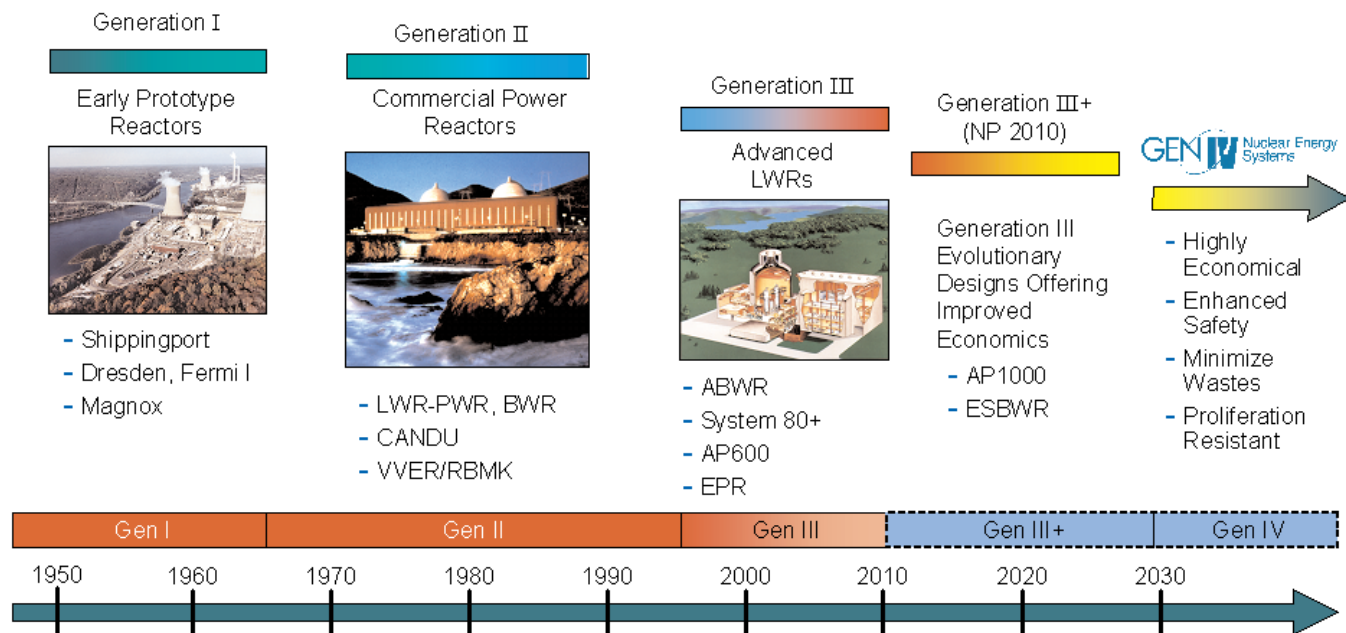 Generation I
Early Prototype
Reactors
- Shippingport
- Dresden, Fermi I
- Magnox
Generation II
Commercial Power
Reactors
- LWR-PWR, BWR
- CANDU
- VVER/RBMK
Generation III
Advanced
LWRs
- ABWR
- System 80+
- AP600
- EPR
Generation III+
(NP 2010)
Generation III
Evolutionary
Designs Offering
Improved
Economics
- AP1000
- ESBWR
GEN IV Nuclear Energy
Systems
- Highly
Economical
- Enhanced
Safety
- Minimize
Wastes
- Proliferation
Resistant
Gen I
Gen II
Gen III
Gen III+
Gen IV
1950
1960
1970
1980
1990
2000
2010
2020
2030